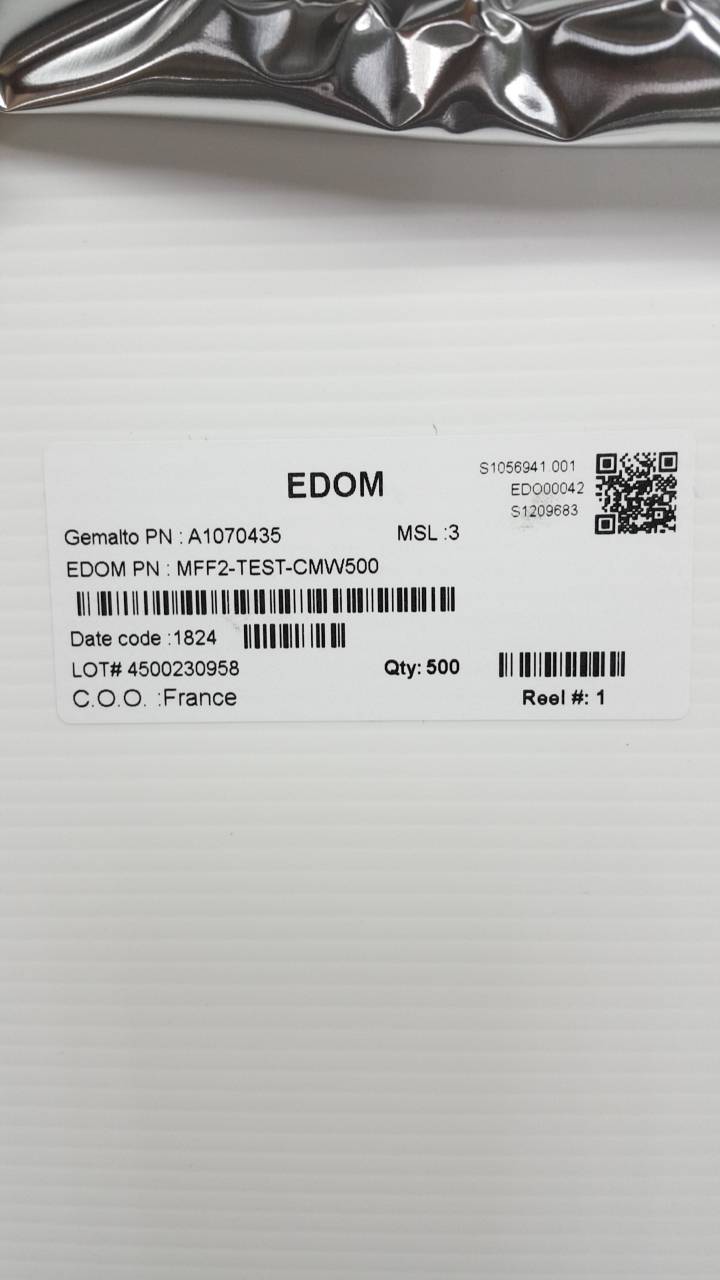 EDOM
S1056941.001
EDO00042
S1209683
Gemalto PN : A1070435 MSL :3
EDOM PN : MFF2-TEST-CMW500
Date code :1824
LOT# 4500230958 Qty: 500
C.O.O. :France Reel #: 1